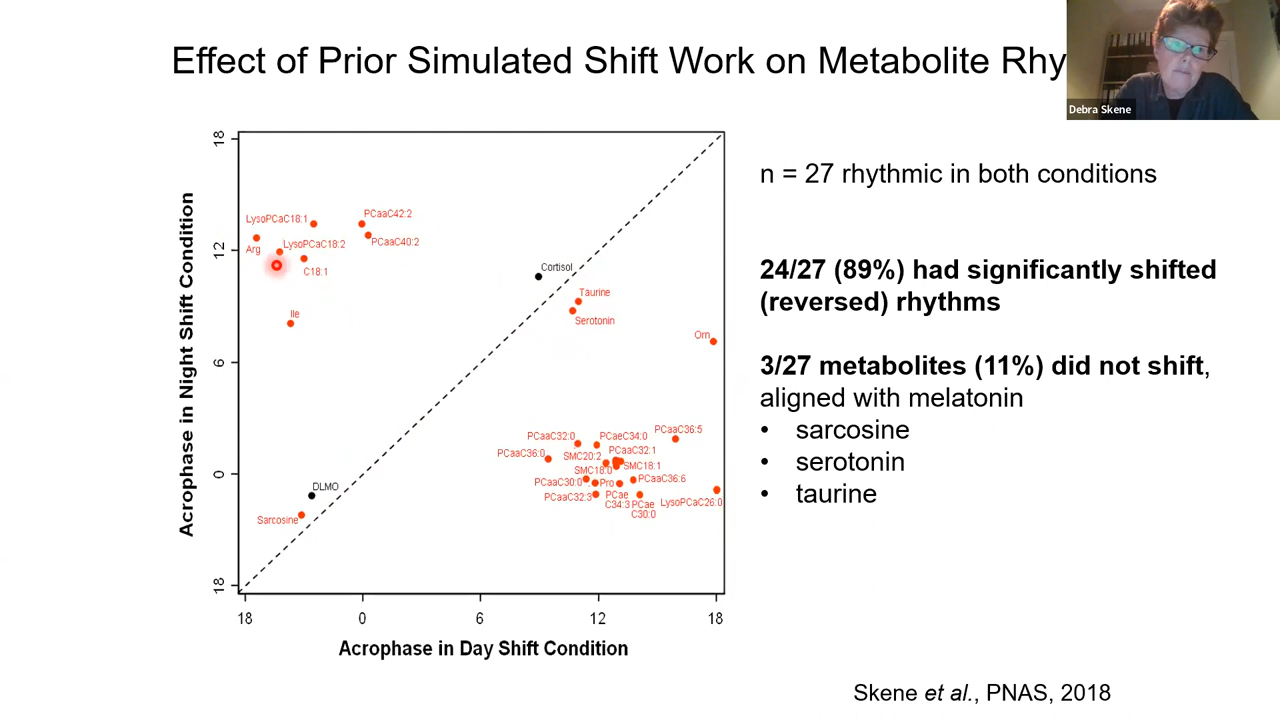 Effect of Prior Simulated Shift Work on Metabolite Rhy
Debra Skene
n = 27 rhythmic in both conditions
24/27 (89%) had significantly shifted
(reversed) rhythms
3/27 metabolites (11%) did not shift,
aligned with melatonin
• sarcosine
• serotonin
• taurine
Acrophase in Night Shift Condition
18
12
6
0
18
LysoPCaC18:1
PCaaC42:2
Arg
LysoPCaC18:2
PCaaC40:2
C18:1
Ile
Cortisol
Taurine
Serotonin
Orn
PCaaC36:5
PCaaC32:0
PCaeC34:0
PCaaC36:0
SMC20:2
PCaaC32:1
SMC18:0
SMC18:1
PCaaC30:0
Pro
PCaaC36:6
PCaaC32:3
PCae
C34:3
PCae
C30:0
LysoPCaC26:0
DLMO
Sarcosine
18 0 6 12 18
Acrophase in Day Shift Condition
Skene et al., PNAS, 2018